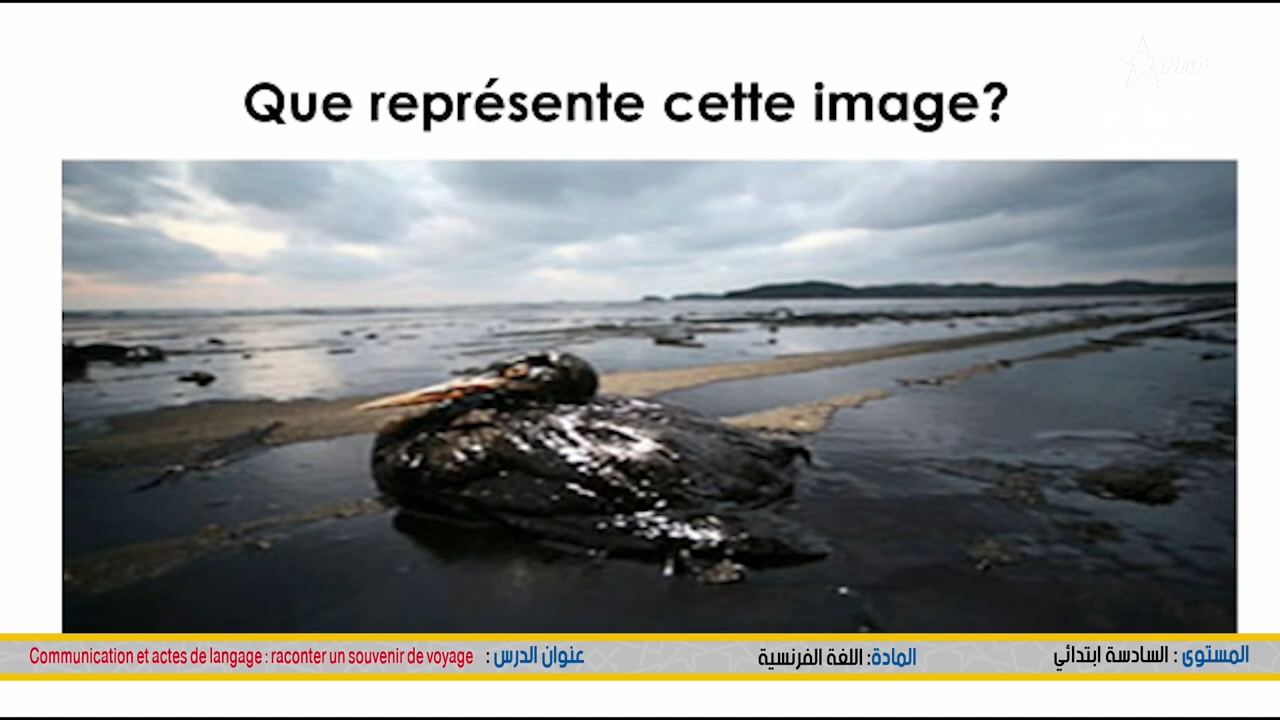 Que représente cette image?
المستوى : السادسة ابتدائي
المادة: اللغة الفرنسية
عنوان الدرس : Communication et actes de langage : raconter un souvenir de voyage